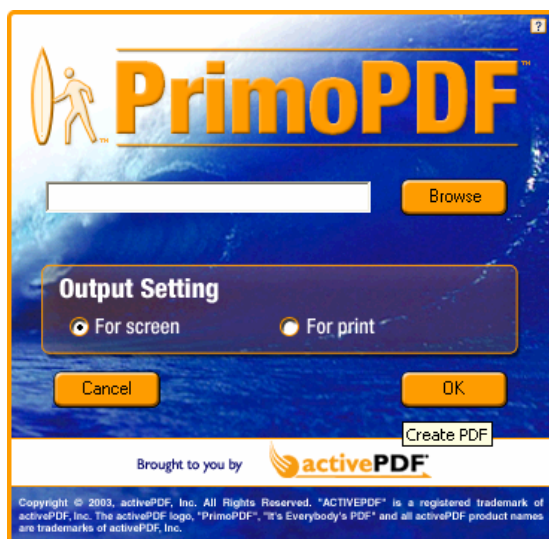 ?
PrimoPDF™
™
Browse
Output Setting
For screen For print
Cancel OK
Create PDF
Brought to you by activePDF®
Copyright © 2003, activePDF, Inc. All Rights Reserved. "ACTIVEPDF" is a registered trademark of
activePDF, Inc. The activePDF logo, "PrimoPDF", "It's Everybody's PDF" and all activePDF product names
are trademarks of activePDF, Inc.